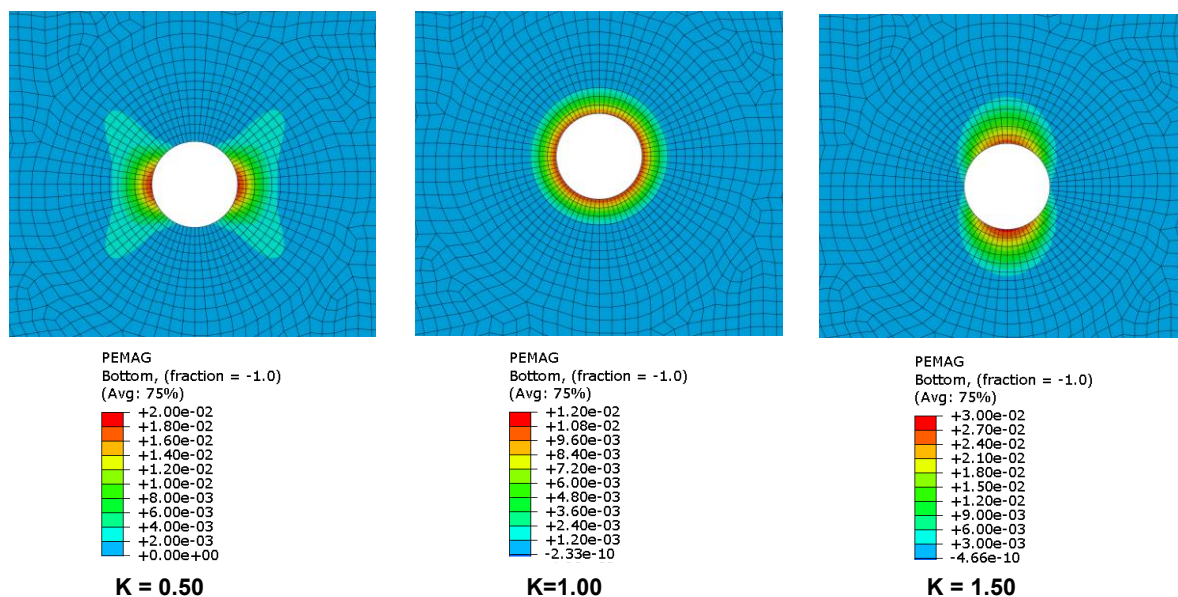 PEMAG
Bottom, (fraction = -1.0)
(Avg: 75%)
+2.00e-02
+1.80e-02
+1.60e-02
+1.40e-02
+1.20e-02
+1.00e-02
+8.00e-03
+6.00e-03
+4.00e-03
+2.00e-03
+0.00e+00
K = 0.50
PEMAG
Bottom, (fraction = -1.0)
(Avg: 75%)
+1.20e-02
+1.08e-02
+9.60e-03
+8.40e-03
+7.20e-03
+6.00e-03
+4.80e-03
+3.60e-03
+2.40e-03
+1.20e-03
-2.33e-10
K=1.00
PEMAG
Bottom, (fraction = -1.0)
(Avg: 75%)
+3.00e-02
+2.70e-02
+2.40e-02
+2.10e-02
+1.80e-02
+1.50e-02
+1.20e-02
+9.00e-03
+6.00e-03
+3.00e-03
-4.66e-10
K = 1.50